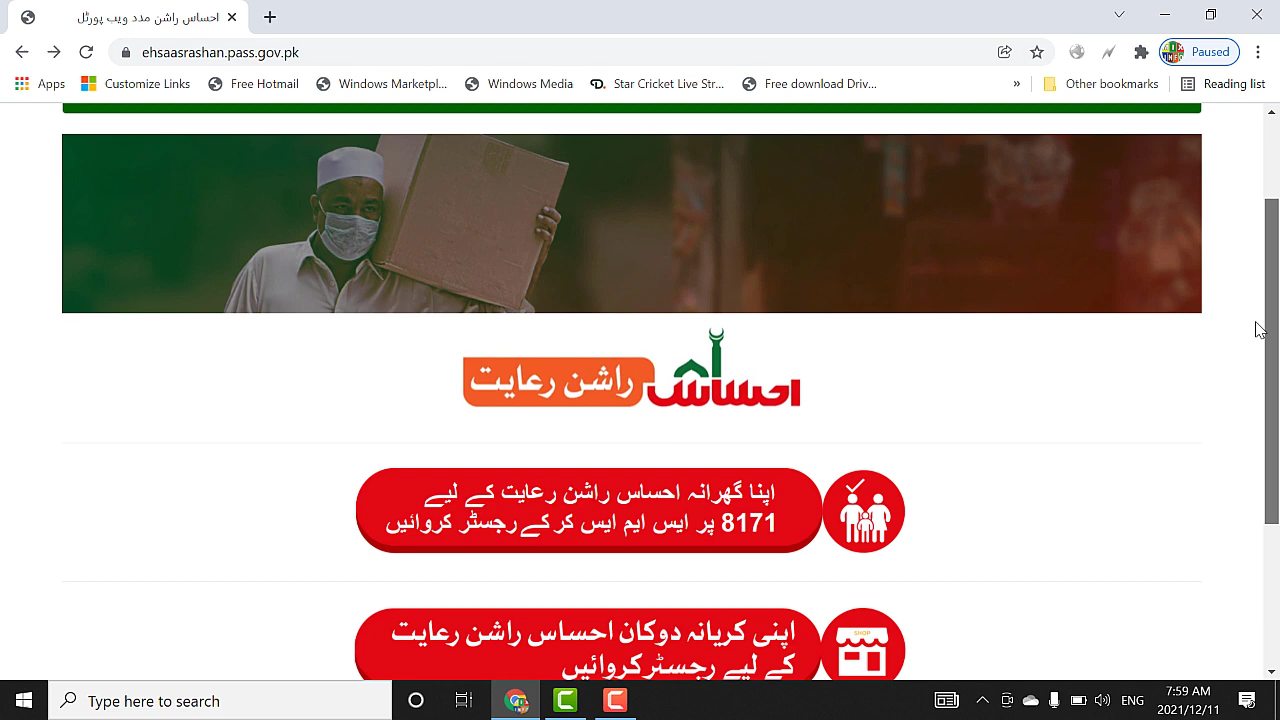 احساس راشن مدد ویب پورٹل
ehsaasrashan.pass.gov.pk
Paused
Apps
Customize Links
Free Hotmail
Windows Marketpl...
Windows Media
Star Cricket Live Str...
Free download Driv...
»
Other bookmarks
Reading list
احساس راشن رعایت
اپنا گھرانہ احساس راشن رعایت کے لیے
8171 پر ایس ایم ایس کر کے رجسٹر کروائیں
اپنی کریانہ دوکان احساس راشن رعایت
کے لیے رجسٹر کروائیں
SHOP
Type here to search
ENG
7:59 AM
2021/12/11